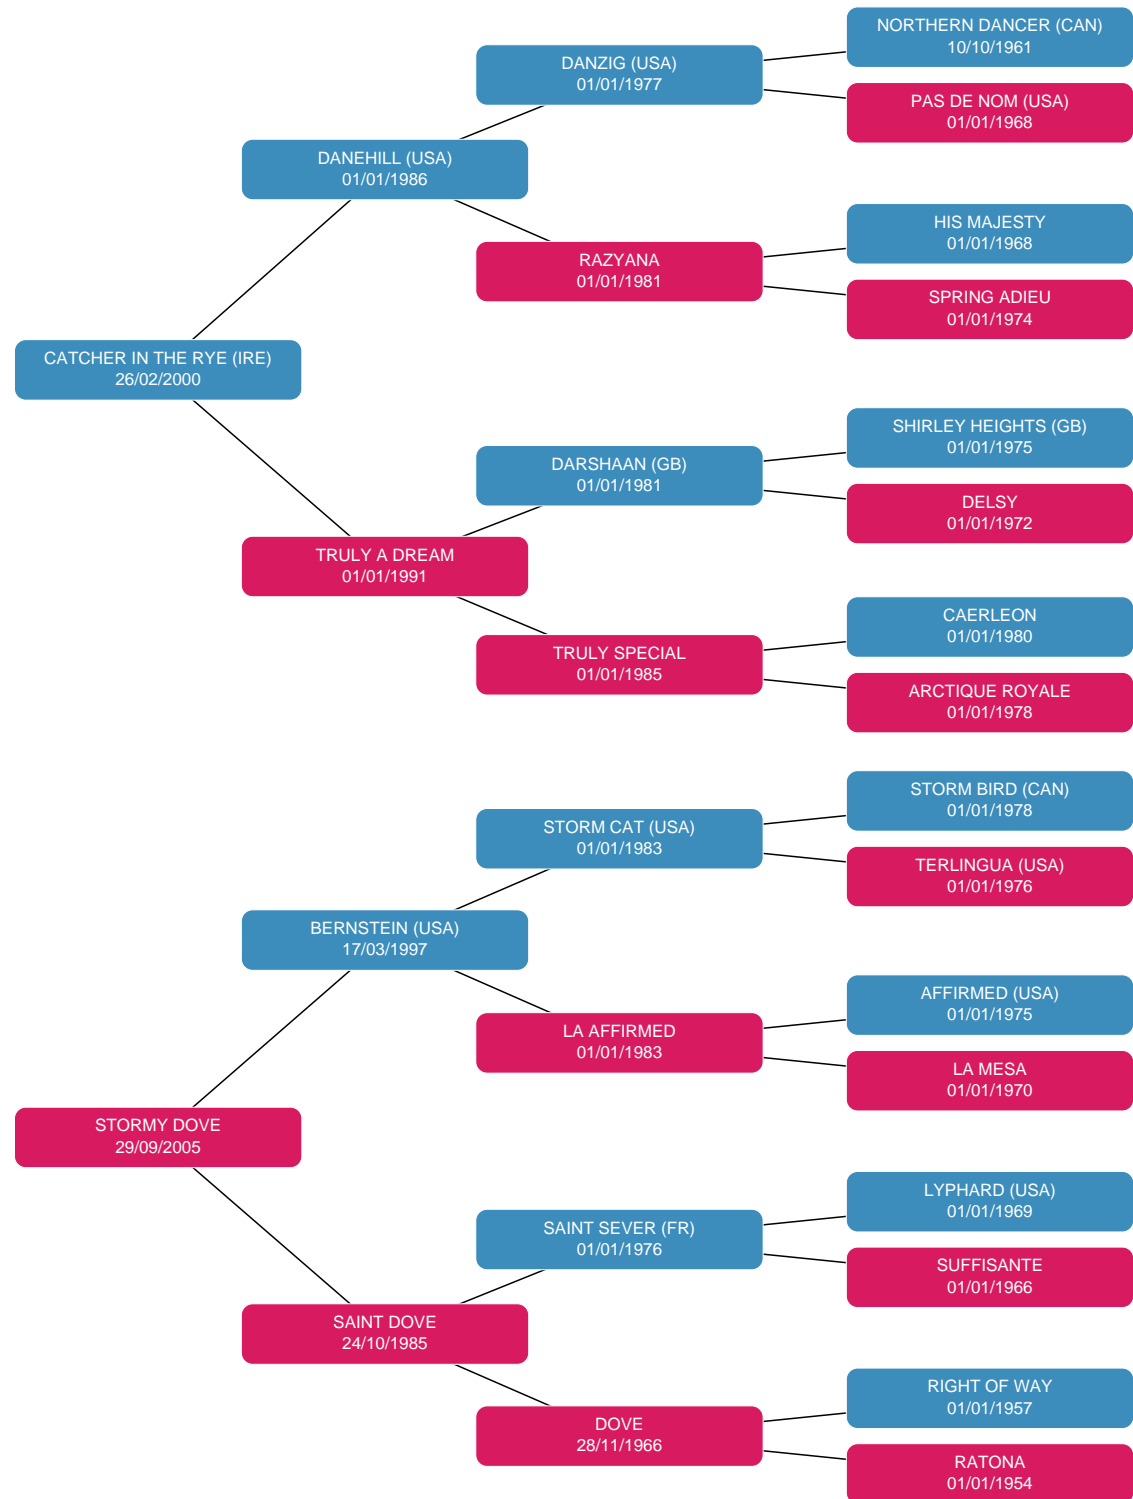 NORTHERN DANCER (CAN)
10/10/1961
DANZIG (USA)
01/01/1977
PAS DE NOM (USA)
01/01/1968
DANEHILL (USA)
01/01/1986
HIS MAJESTY
01/01/1968
RAZYANA
01/01/1981
SPRING ADIEU
01/01/1974
CATCHER IN THE RYE (IRE)
26/02/2000
SHIRLEY HEIGHTS (GB)
01/01/1975
DARSHAAN (GB)
01/01/1981
DELSY
01/01/1972
TRULY A DREAM
01/01/1991
CAERLEON
01/01/1980
TRULY SPECIAL
01/01/1985
ARCTIQUE ROYALE
01/01/1978
STORM BIRD (CAN)
01/01/1978
STORM CAT (USA)
01/01/1983
TERLINGUA (USA)
01/01/1976
BERNSTEIN (USA)
17/03/1997
AFFIRMED (USA)
01/01/1975
LA AFFIRMED
01/01/1983
LA MESA
01/01/1970
STORMY DOVE
29/09/2005
LYPHARD (USA)
01/01/1969
SAINT SEVER (FR)
01/01/1976
SUFFISANTE
01/01/1966
SAINT DOVE
24/10/1985
RIGHT OF WAY
01/01/1957
DOVE
28/11/1966
RATONA
01/01/1954